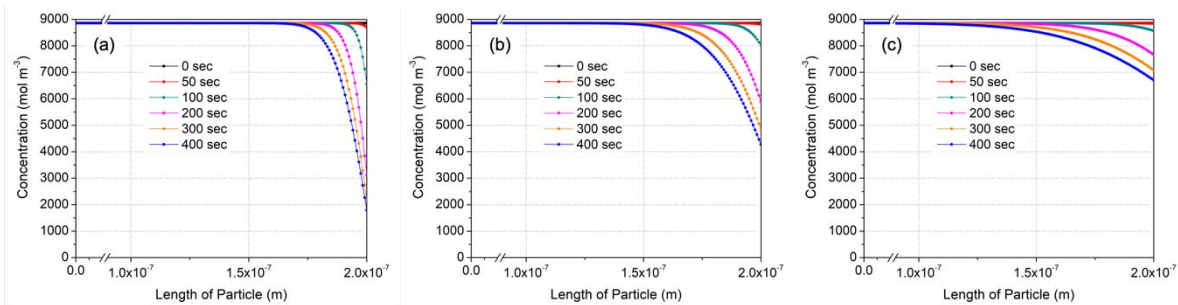 9000
8000
7000
6000
5000
4000
3000
2000
1000
0
Concentration (mol m⁻³)
(a)
0 sec
50 sec
100 sec
200 sec
300 sec
400 sec
0.0
1.0x10⁻⁷
1.5x10⁻⁷
2.0x10⁻⁷
Length of Particle (m)
9000
8000
7000
6000
5000
4000
3000
2000
1000
0
Concentration (mol m⁻³)
(b)
0 sec
50 sec
100 sec
200 sec
300 sec
400 sec
0.0
1.0x10⁻⁷
1.5x10⁻⁷
2.0x10⁻⁷
Length of Particle (m)
9000
8000
7000
6000
5000
4000
3000
2000
1000
0
Concentration (mol m⁻³)
(c)
0 sec
50 sec
100 sec
200 sec
300 sec
400 sec
0.0
1.0x10⁻⁷
1.5x10⁻⁷
2.0x10⁻⁷
Length of Particle (m)